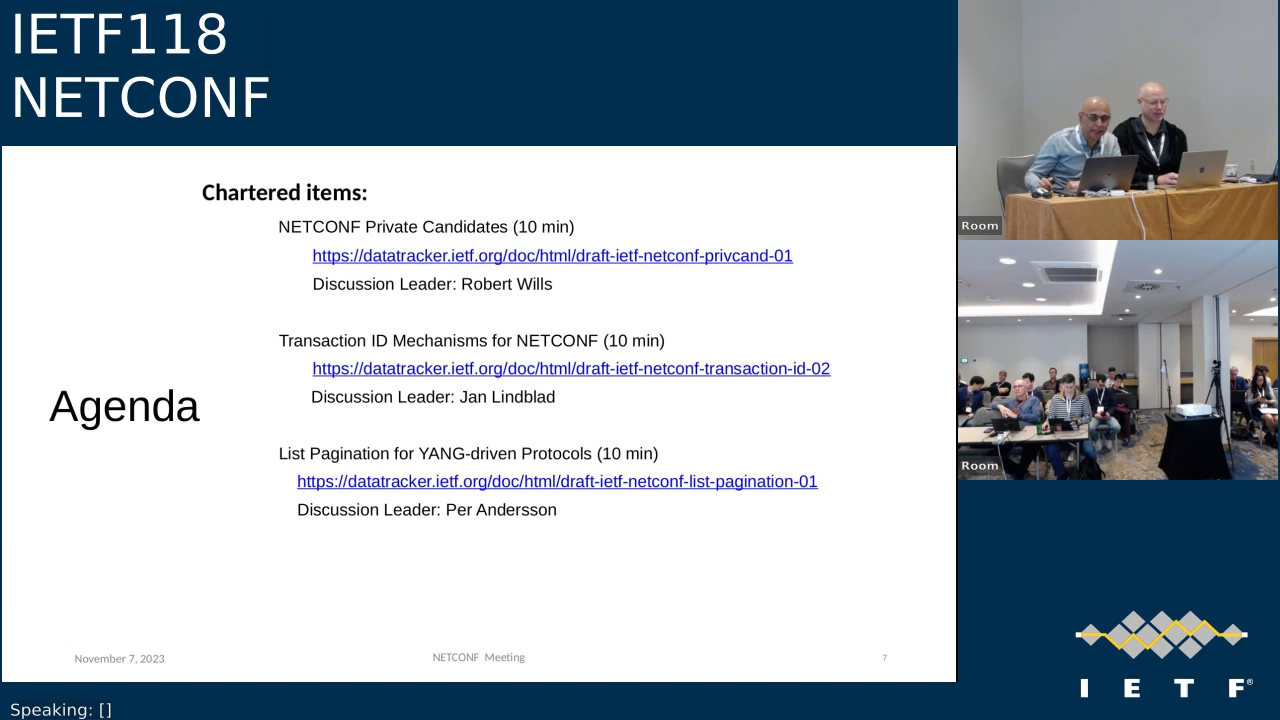 IETF118
NETCONF
Chartered items:
NETCONF Private Candidates (10 min)
https://datatracker.ietf.org/doc/html/draft-ietf-netconf-privcand-01
Discussion Leader: Robert Wills
Transaction ID Mechanisms for NETCONF (10 min)
https://datatracker.ietf.org/doc/html/draft-ietf-netconf-transaction-id-02
Discussion Leader: Jan Lindblad
Agenda
List Pagination for YANG-driven Protocols (10 min)
https://datatracker.ietf.org/doc/html/draft-ietf-netconf-list-pagination-01
Discussion Leader: Per Andersson
November 7, 2023
NETCONF Meeting
7
Room
Room
I E T F®
Speaking: []